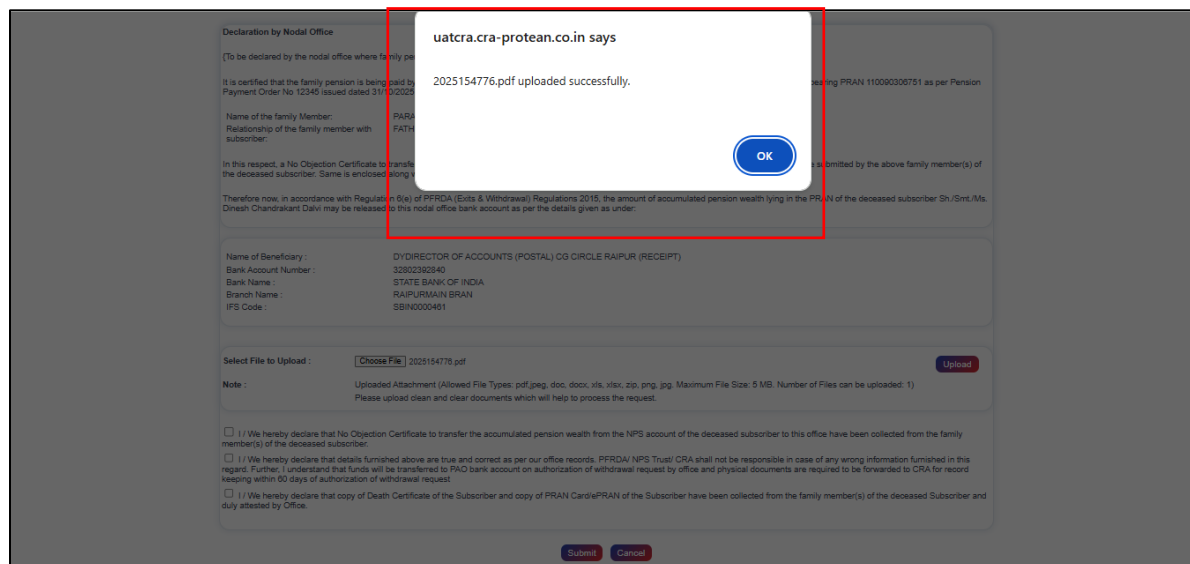 Declaration by Nodal Office
uatcra.cra-protean.co.in says
(To be declared by the nodal office where family pe
2025154776.pdf uploaded successfully.
It is certified that the family pension is being paid by bearing PRAN 110090306751 as per Pension
Payment Order No 12345 issued dated 31/10/2025
Name of the family Member: PARA
Relationship of the family member with FATH
subscriber:
OK
In this respect, a No Objection Certificate to transfe submitted by the above family member(s) of
the deceased subscriber. Same is enclosed along
Therefore now, in accordance with Regulation 6(e) of PFRDA (Exits & Withdrawal) Regulations 2015, the amount of accumulated pension wealth lying in the PRAN of the deceased subscriber Sh./Smt./Ms.
Dinesh Chandrakant Dalvi may be released to this nodal office bank account as per the details given as under:
Name of Beneficiary : DYDIRECTOR OF ACCOUNTS (POSTAL) CG CIRCLE RAIPUR (RECEIPT)
Bank Account Number : 32802392840
Bank Name : STATE BANK OF INDIA
Branch Name : RAIPURMAIN BRAN
IFS Code : SBIN0000461
Select File to Upload : Choose File 2025154776.pdf Upload
Note : Uploaded Attachment (Allowed File Types: pdf,jpeg, doc, docx, xls, xlsx, zip, png, jpg. Maximum File Size: 5 MB. Number of Files can be uploaded: 1)
Please upload clean and clear documents which will help to process the request.
I / We hereby declare that No Objection Certificate to transfer the accumulated pension wealth from the NPS account of the deceased subscriber to this office have been collected from the family
member(s) of the deceased subscriber.
I / We hereby declare that details furnished above are true and correct as per our office records. PFRDA/ NPS Trust/ CRA shall not be responsible in case of any wrong information furnished in this
regard. Further, I understand that funds will be transferred to PAO bank account on authorization of withdrawal request by office and physical documents are required to be forwarded to CRA for record
keeping within 60 days of authorization of withdrawal request
I / We hereby declare that copy of Death Certificate of the Subscriber and copy of PRAN Card/ePRAN of the Subscriber have been collected from the family member(s) of the deceased Subscriber and
duly attested by Office.
Submit Cancel